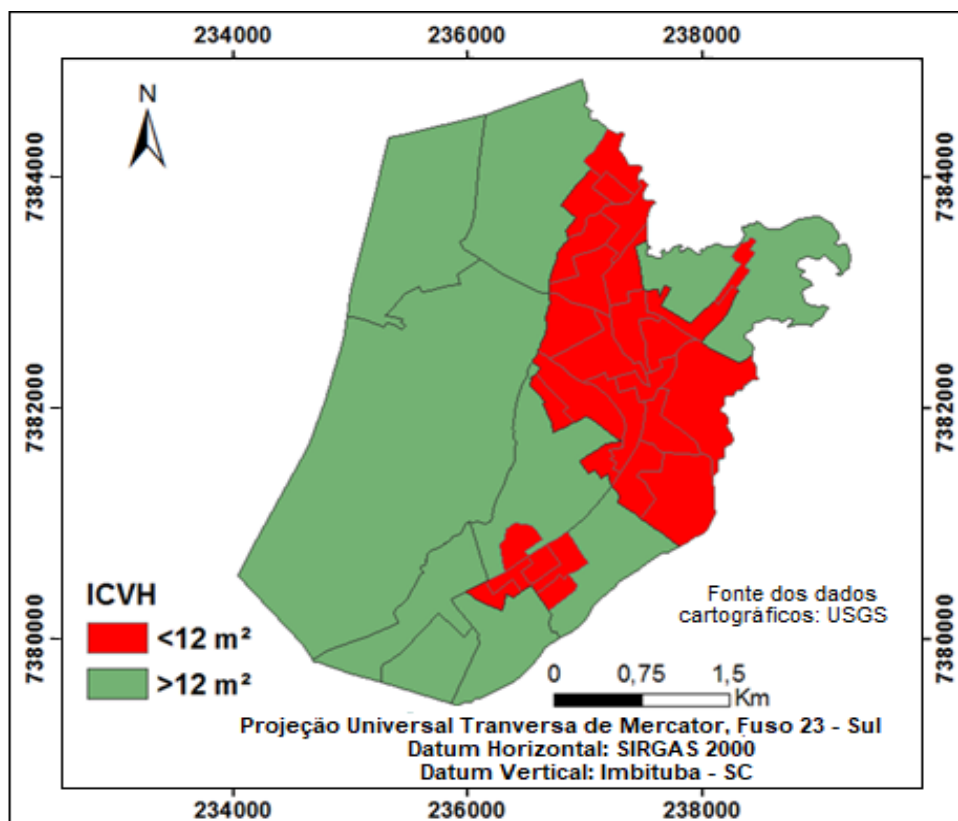 234000 236000 238000
N
7384000 7384000
7382000 7382000
7380000 7380000
ICVH
<12 m²
>12 m²
Fonte dos dados
cartográficos: USGS
0 0,75 1,5
Km
Projeção Universal Tranversa de Mercator, Fuso 23 - Sul
Datum Horizontal: SIRGAS 2000
Datum Vertical: Imbituba - SC
234000 236000 238000